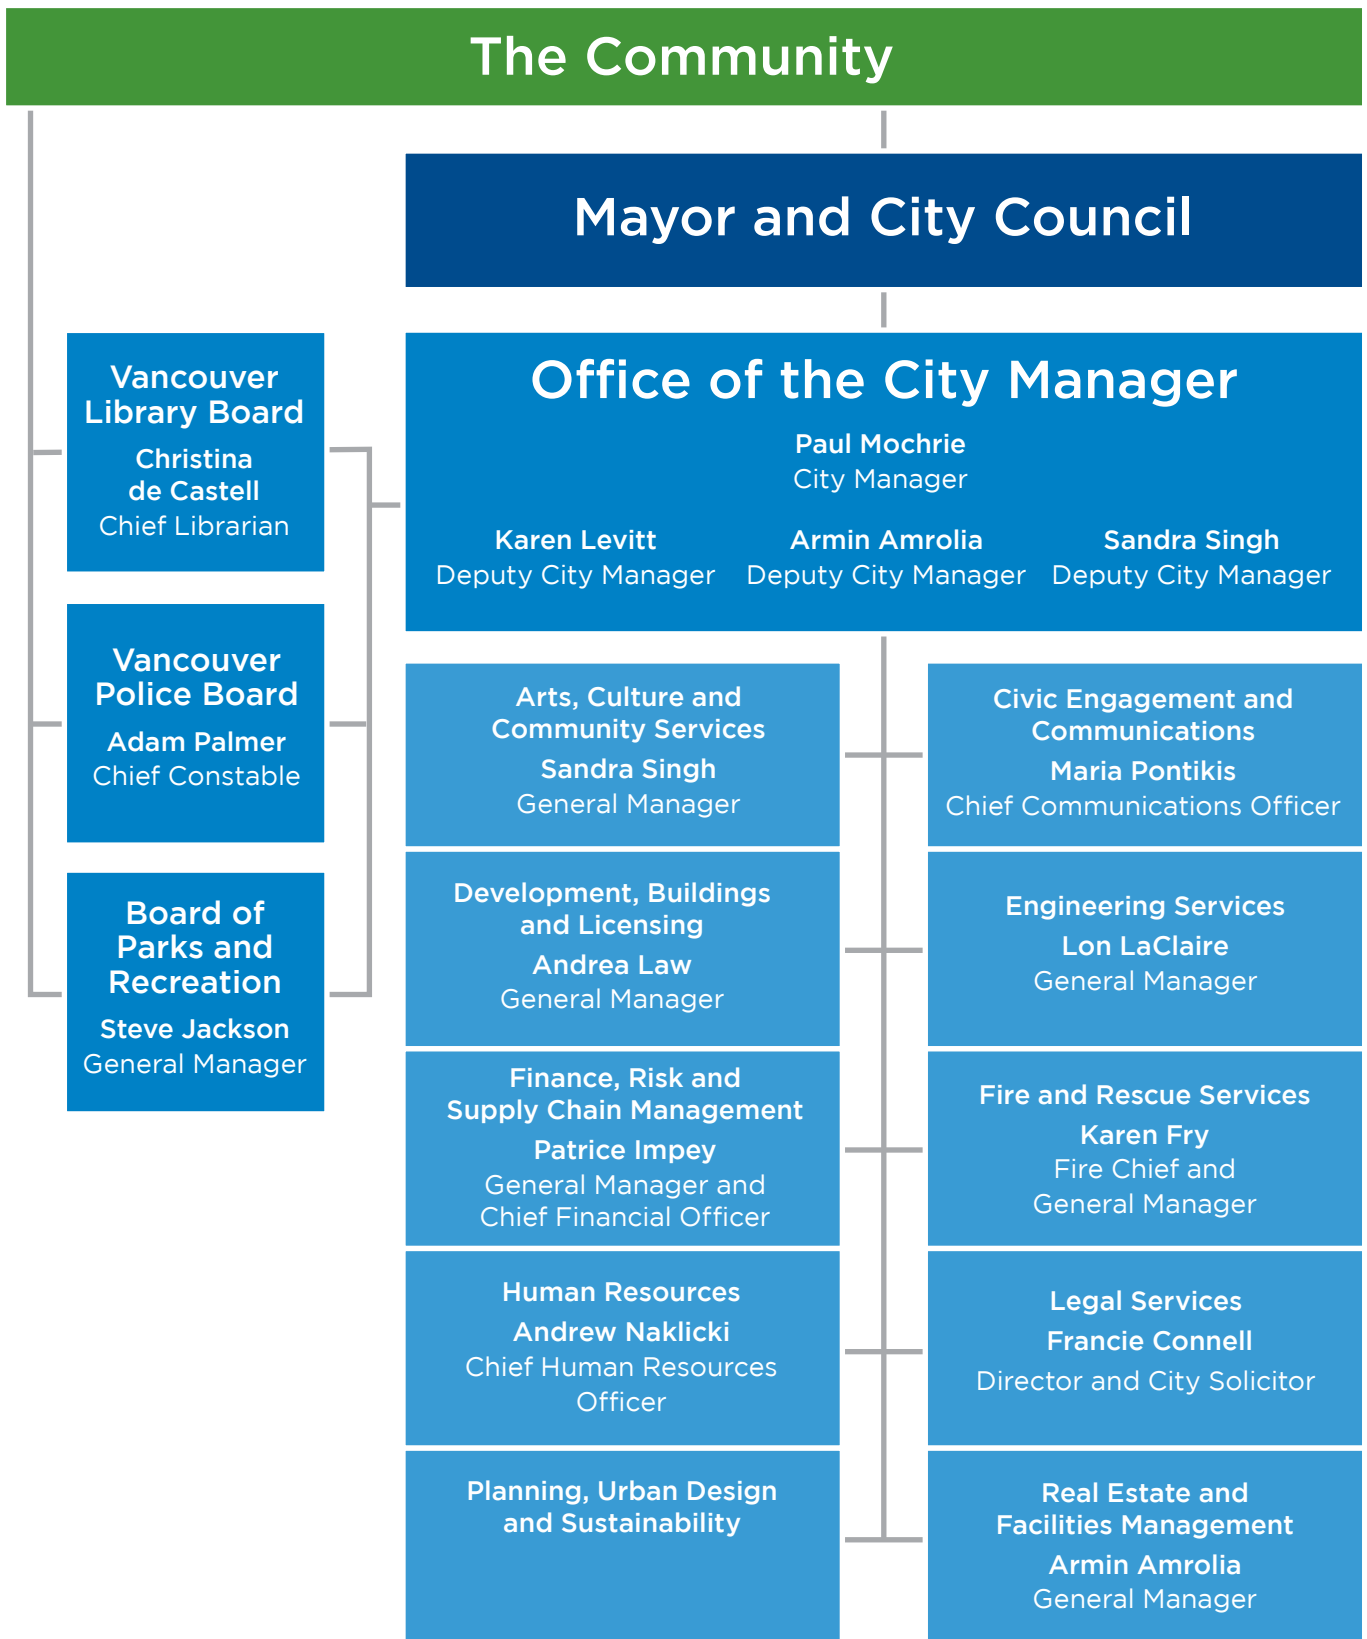 The Community
Mayor and City Council
Vancouver
Library Board
Christina
de Castell
Chief Librarian
Vancouver
Police Board
Adam Palmer
Chief Constable
Board of
Parks and
Recreation
Steve Jackson
General Manager
Office of the City Manager
Paul Mochrie
City Manager
Karen Levitt
Deputy City Manager
Armin Amrolia
Deputy City Manager
Sandra Singh
Deputy City Manager
Arts, Culture and
Community Services
Sandra Singh
General Manager
Civic Engagement and
Communications
Maria Pontikis
Chief Communications Officer
Development, Buildings
and Licensing
Andrea Law
General Manager
Engineering Services
Lon LaClaire
General Manager
Finance, Risk and
Supply Chain Management
Patrice Impey
General Manager and
Chief Financial Officer
Fire and Rescue Services
Karen Fry
Fire Chief and
General Manager
Human Resources
Andrew Naklicki
Chief Human Resources
Officer
Legal Services
Francie Connell
Director and City Solicitor
Planning, Urban Design
and Sustainability
Real Estate and
Facilities Management
Armin Amrolia
General Manager